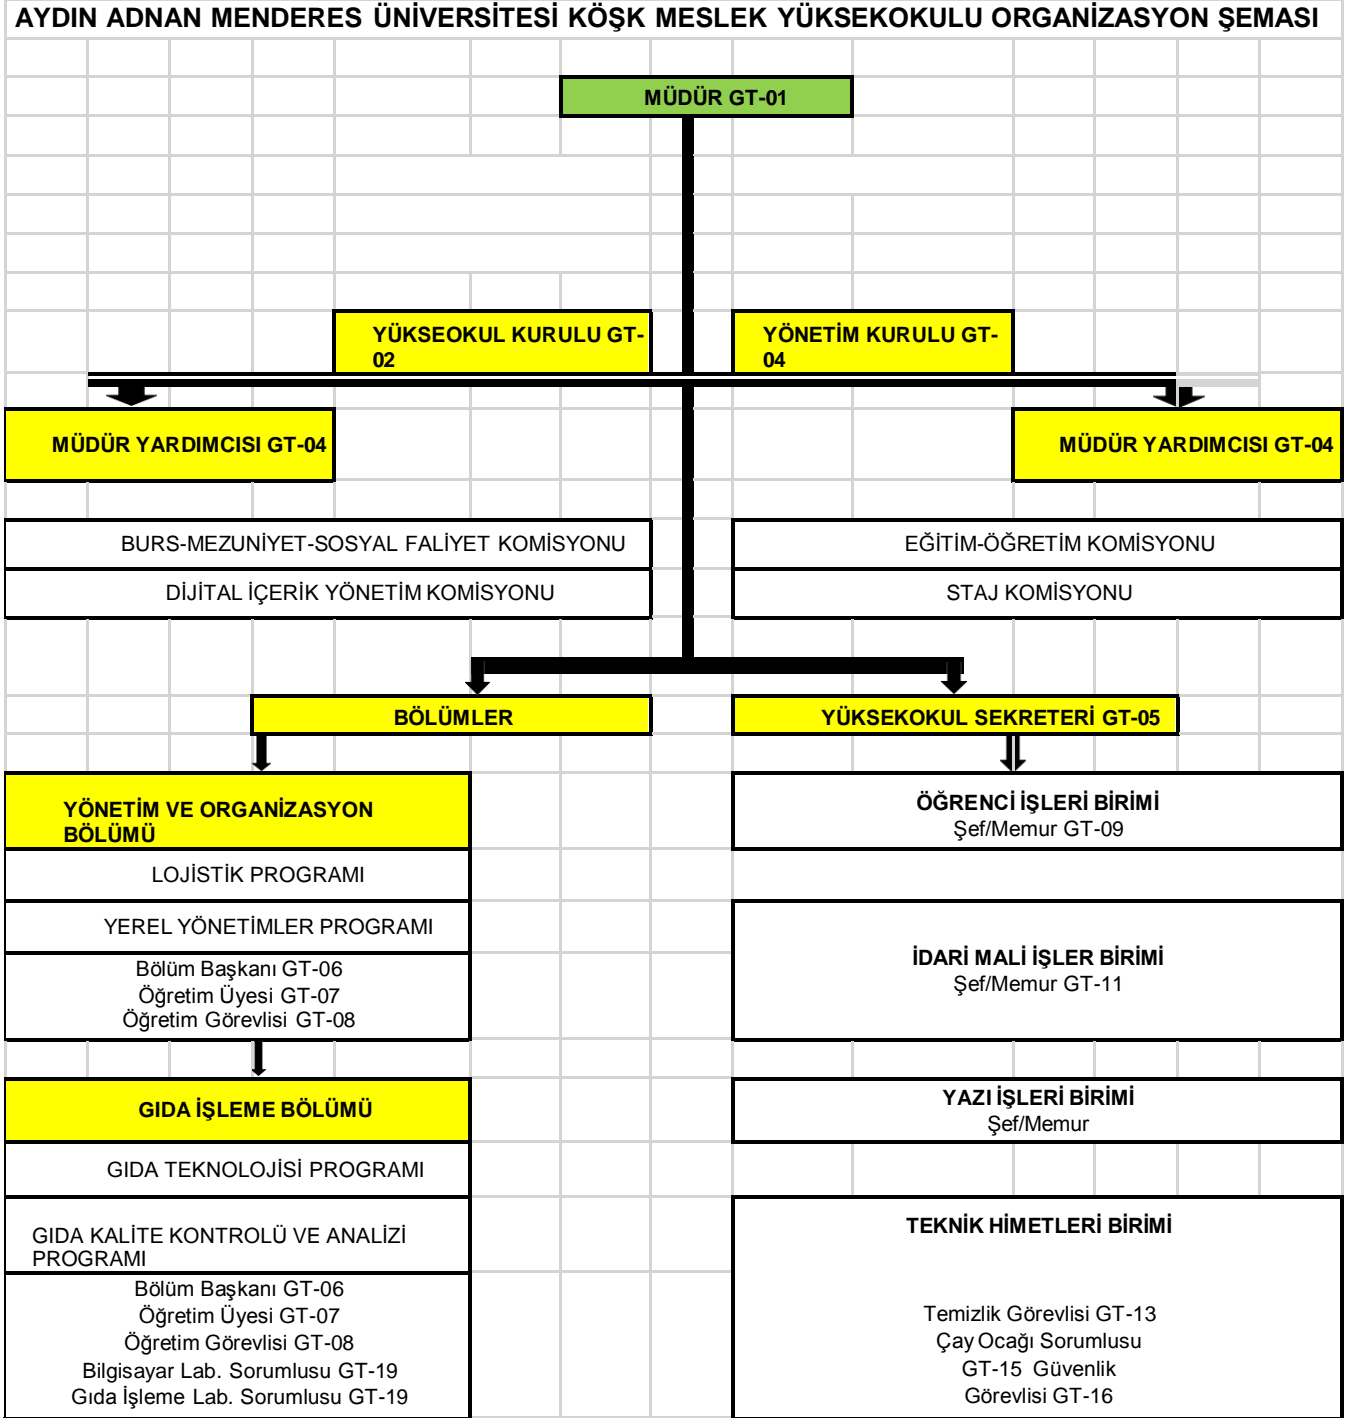 AYDIN ADNAN MENDERES ÜNİVERSİTESİ KÖŞK MESLEK YÜKSEKOKULU ORGANİZASYON ŞEMASI
MÜDÜR GT-01
YÜKSEOKUL KURULU GT-
02
YÖNETİM KURULU GT-
04
MÜDÜR YARDIMCISI GT-04
MÜDÜR YARDIMCISI GT-04
BURS-MEZUNİYET-SOSYAL FALİYET KOMİSYONU
EĞİTİM-ÖĞRETİM KOMİSYONU
DİJİTAL İÇERİK YÖNETİM KOMİSYONU
STAJ KOMİSYONU
BÖLÜMLER
YÜKSEKOKUL SEKRETERİ GT-05
YÖNETİM VE ORGANİZASYON
BÖLÜMÜ
LOJİSTİK PROGRAMI
YEREL YÖNETİMLER PROGRAMI
Bölüm Başkanı GT-06
Öğretim Üyesi GT-07
Öğretim Görevlisi GT-08
GIDA İŞLEME BÖLÜMÜ
GIDA TEKNOLOJİSİ PROGRAMI
GIDA KALİTE KONTROLÜ VE ANALİZİ
PROGRAMI
Bölüm Başkanı GT-06
Öğretim Üyesi GT-07
Öğretim Görevlisi GT-08
Bilgisayar Lab. Sorumlusu GT-19
Gıda İşleme Lab. Sorumlusu GT-19
ÖĞRENCİ İŞLERİ BİRİMİ
Şef/Memur GT-09
İDARİ MALİ İŞLER BİRİMİ
Şef/Memur GT-11
YAZI İŞLERİ BİRİMİ
Şef/Memur
TEKNİK HİMETLERİ BİRİMİ
Temizlik Görevlisi GT-13
Çay Ocağı Sorumlusu
GT-15 Güvenlik
Görevlisi GT-16